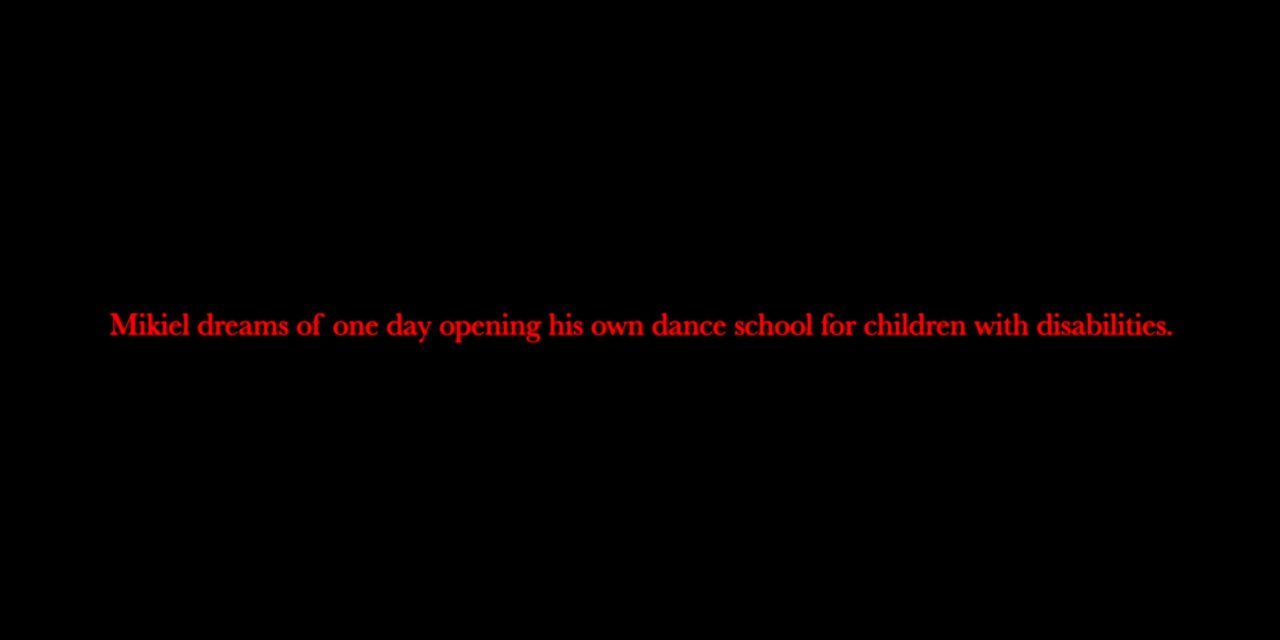 Mikiel dreams of one day opening his own dance school for children with disabilities.